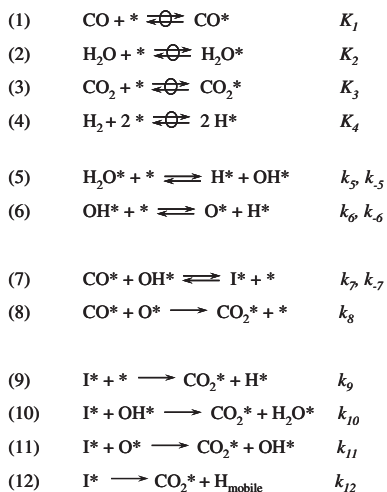 (1) CO + * ⇌ CO* K₁
(2) H₂O + * ⇌ H₂O* K₂
(3) CO₂ + * ⇌ CO₂* K₃
(4) H₂ + 2 * ⇌ 2 H* K₄
(5) H₂O* + * ⇌ H* + OH* k₅, k₋₅
(6) OH* + * ⇌ O* + H* k₆, k₋₆
(7) CO* + OH* ⇌ I* + * k₇, k₋₇
(8) CO* + O* → CO₂* + * k₈
(9) I* + * → CO₂* + H* k₉
(10) I* + OH* → CO₂* + H₂O* k₁₀
(11) I* + O* → CO₂* + OH* k₁₁
(12) I* → CO₂* + H_mobile k₁₂